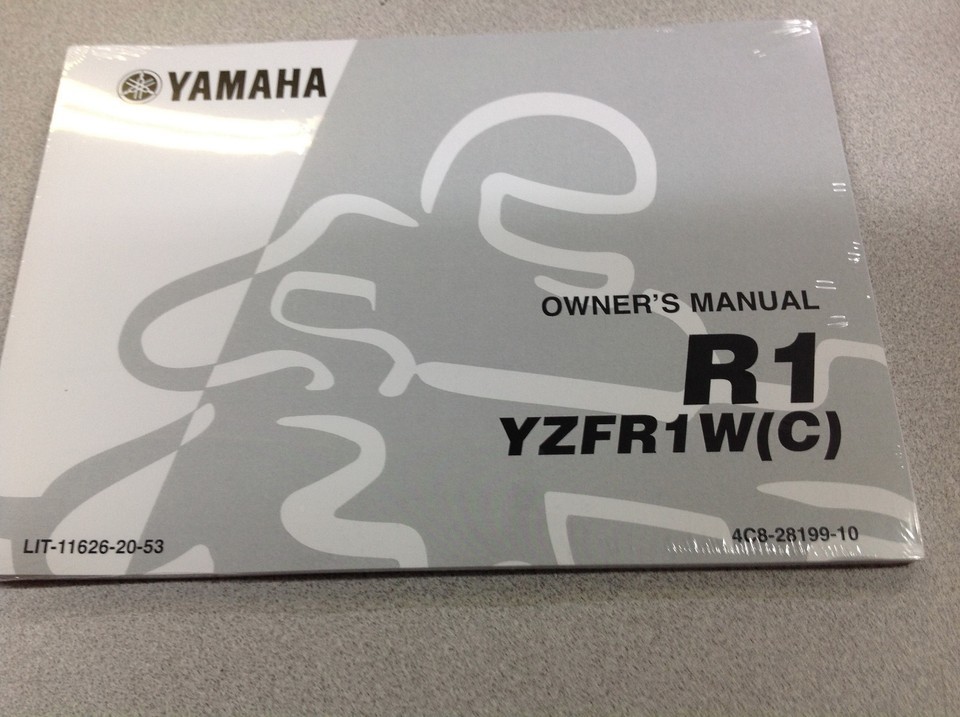 YAMAHA
OWNER'S MANUAL
R1
YZFR1W(C)
LIT-11626-20-53
4C8-28199-10